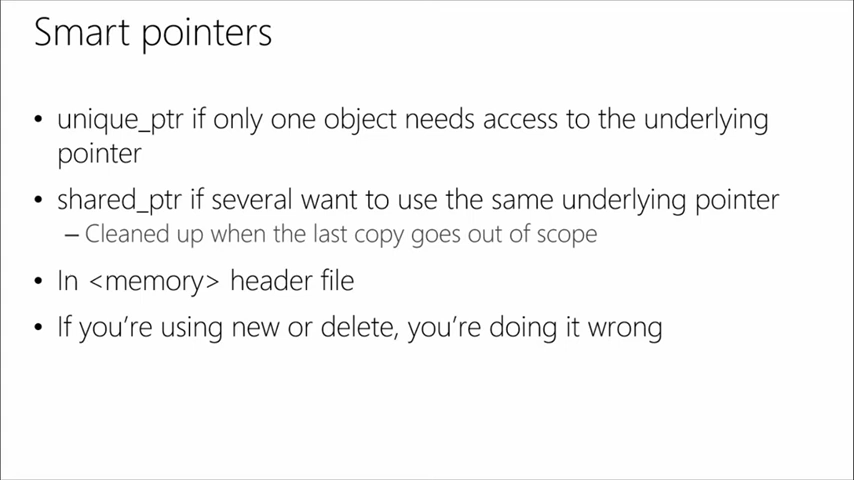 Smart pointers
• unique_ptr if only one object needs access to the underlying
pointer
• shared_ptr if several want to use the same underlying pointer
– Cleaned up when the last copy goes out of scope
• In <memory> header file
• If you’re using new or delete, you’re doing it wrong